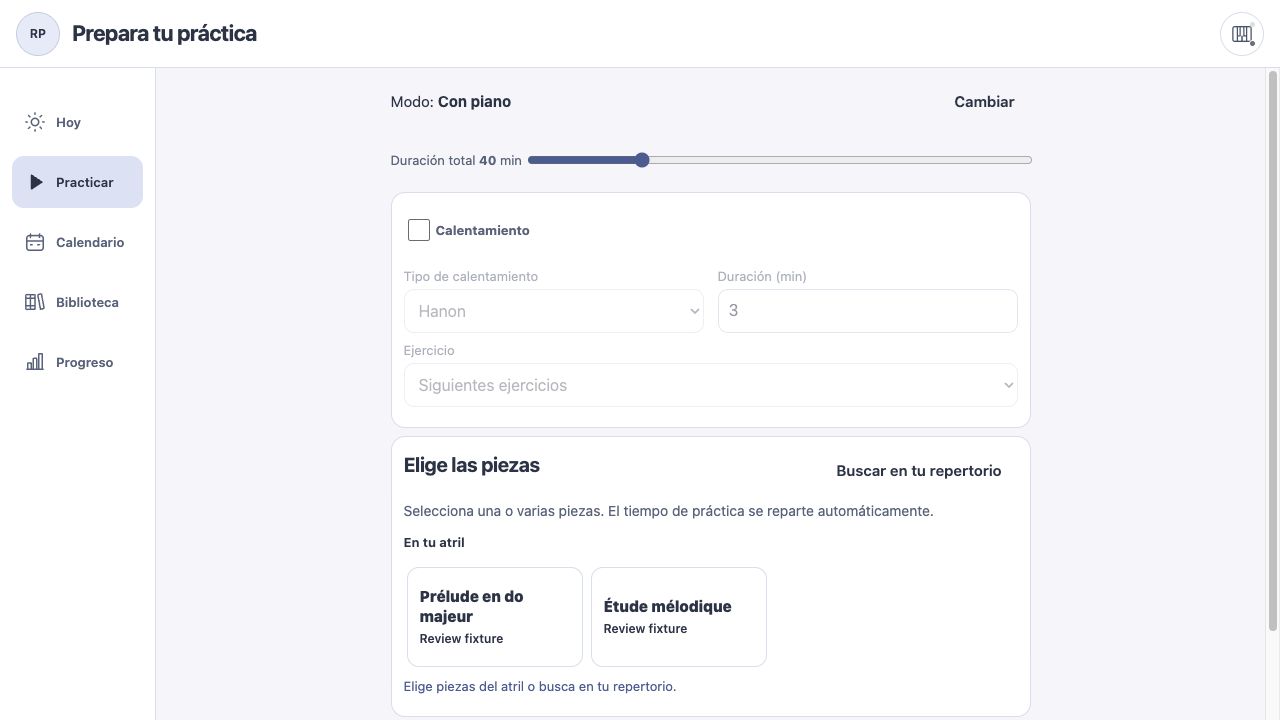 RP
Prepara tu práctica
Hoy
Practicar
Calendario
Biblioteca
Progreso
Modo: Con piano
Cambiar
Duración total 40 min
Calentamiento
Tipo de calentamiento
Duración (min)
Hanon
3
Ejercicio
Siguientes ejercicios
Elige las piezas
Buscar en tu repertorio
Selecciona una o varias piezas. El tiempo de práctica se reparte automáticamente.
En tu atril
Prélude en do
majeur
Review fixture
Étude mélodique
Review fixture
Elige piezas del atril o busca en tu repertorio.